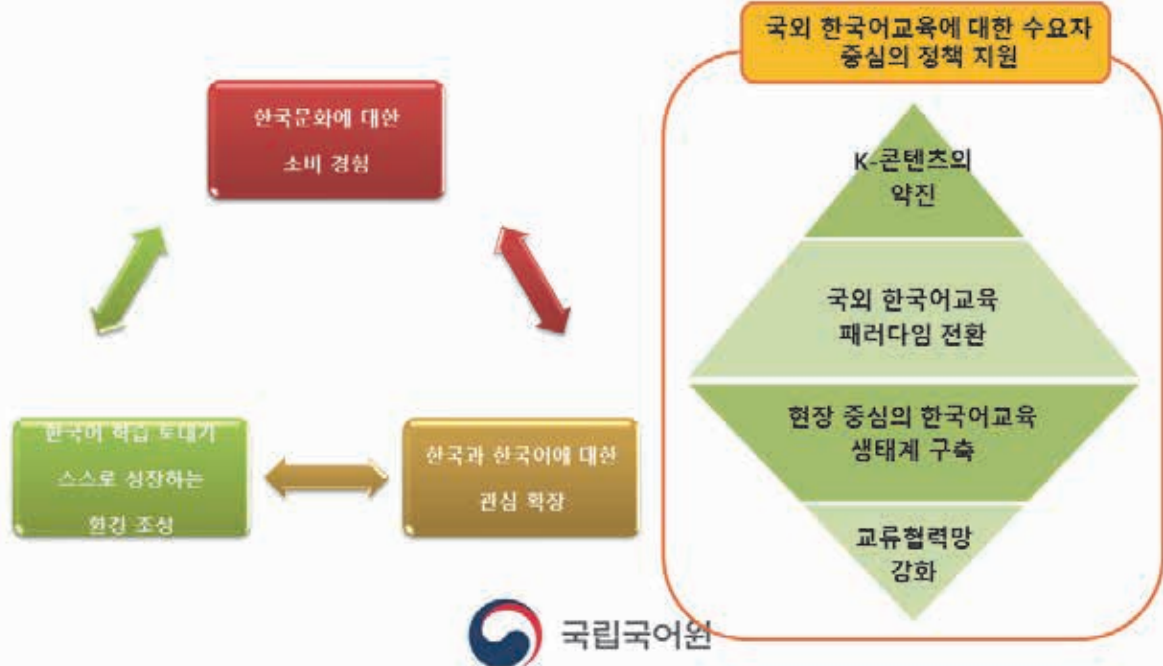 한국문화에 대한
소비 경험
한국어 학습 토대가
스스로 성장하는
환경 조성
한국과 한국어에 대한
관심 확장
국외 한국어교육에 대한 수요자
중심의 정책 지원
K-콘텐츠의
약진
국외 한국어교육
패러다임 전환
현장 중심의 한국어교육
생태계 구축
교류협력망
강화
국립국어원